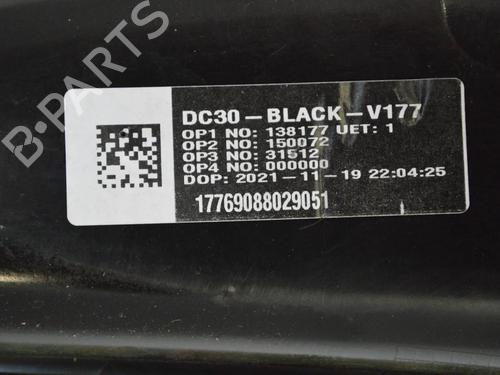 B-PARTS
DC30-BLACK-V177
OP1 NO: 138177 UET: 1
OP2 NO: 150072
OP3 NO: 31512
OP4 NO: 000000
DOP: 2021-11-19 22:04:25
17769088029051